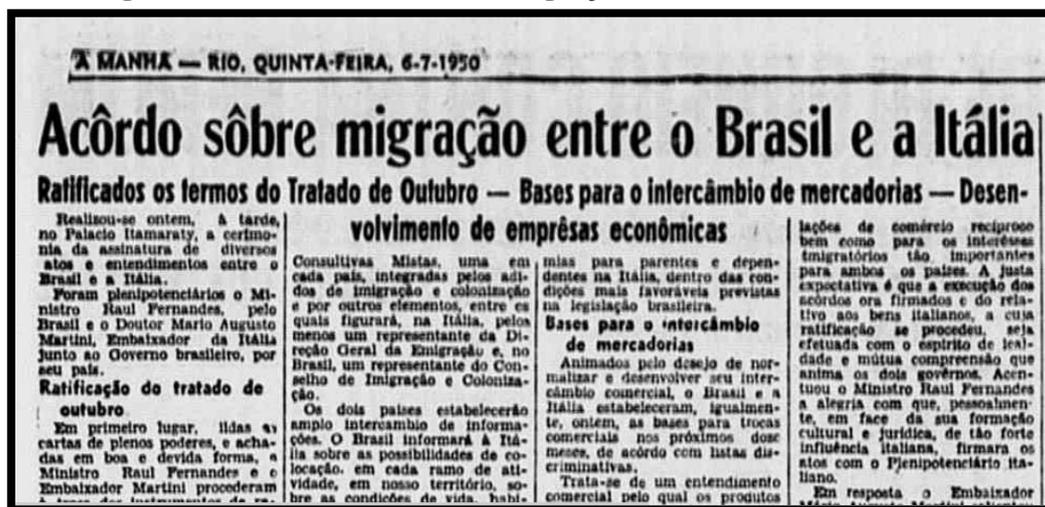 A MANHÃ — RIO, QUINTA-FEIRA, 6-7-1950
Acôrdo sôbre migração entre o Brasil e a Itália
Ratificados os termos do Tratado de Outubro — Bases para o intercâmbio de mercadorias — Desen-
volvimento de emprêsas econômicas
Realizou-se ontem, à tarde,
no Palacio Itamaraty, a cerimo-
nia da assinatura de diversos
atos e entendimentos entre o
Brasil e a Itália.
Foram plenipotenciários o Mi-
nistro Raul Fernandes, pelo
Brasil e o Doutor Mario Augusto
Martini, Embaixador da Itália
junto ao Governo brasileiro, por
seu país.
Ratificação do tratado de
outubro
Em primeiro lugar, lidas as
cartas de plenos poderes, e acha-
das em boa e devida forma, o
Ministro Raul Fernandes e o
Embaixador Martini procederam
Consultivas Mistas, uma em
cada país, integradas pelos adi-
dos de imigração e colonização
e por outros elementos, entre os
quais figurará, na Itália, pelos
menos um representante da Di-
reção Geral da Emigração e, no
Brasil, um representante do Con-
selho de Imigração e Coloniza-
ção.
Os dois países estabelecerão
amplo intercambio de informa-
ções. O Brasil informará à Itá-
lia sobre as possibilidades de co-
locação, em cada ramo de ati-
vidade, em nosso território, so-
bre as condições de vida, habi-
mias para parentes e depen-
dentes na Itália, dentro das con-
dições mais favoráveis previstas
na legislação brasileira.
Bases para o intercâmbio
de mercadorias
Animados pelo desejo de nor-
malizar e desenvolver seu inter-
câmbio comercial, o Brasil e a
Itália estabeleceram, igualmen-
te, ontem, as bases para trocas
comerciais nos próximos doze
meses, de acôrdo com listas dis-
criminativas.
Trata-se de um entendimento
comercial pelo qual os produtos
lações de comércio recíproco
bem como para os interêsses
imigratórios tão importantes
para ambos os países. A justa
expectativa é que a execução dos
acôrdos ora firmados e do rela-
tivo aos bens italianos, a cuja
ratificação se procedeu, seja
efetuada com o espírito de leal-
dade e mútua compreensão que
anima os dois govêrnos. Acen-
tuou o Ministro Raul Fernandes
a alegria com que, pessoalmen-
te, em face da sua formação
cultural e jurídica, de tão forte
influência italiana, firmara os
atos com o Plenipotenciário ita-
liano.
Em resposta o Embaixador